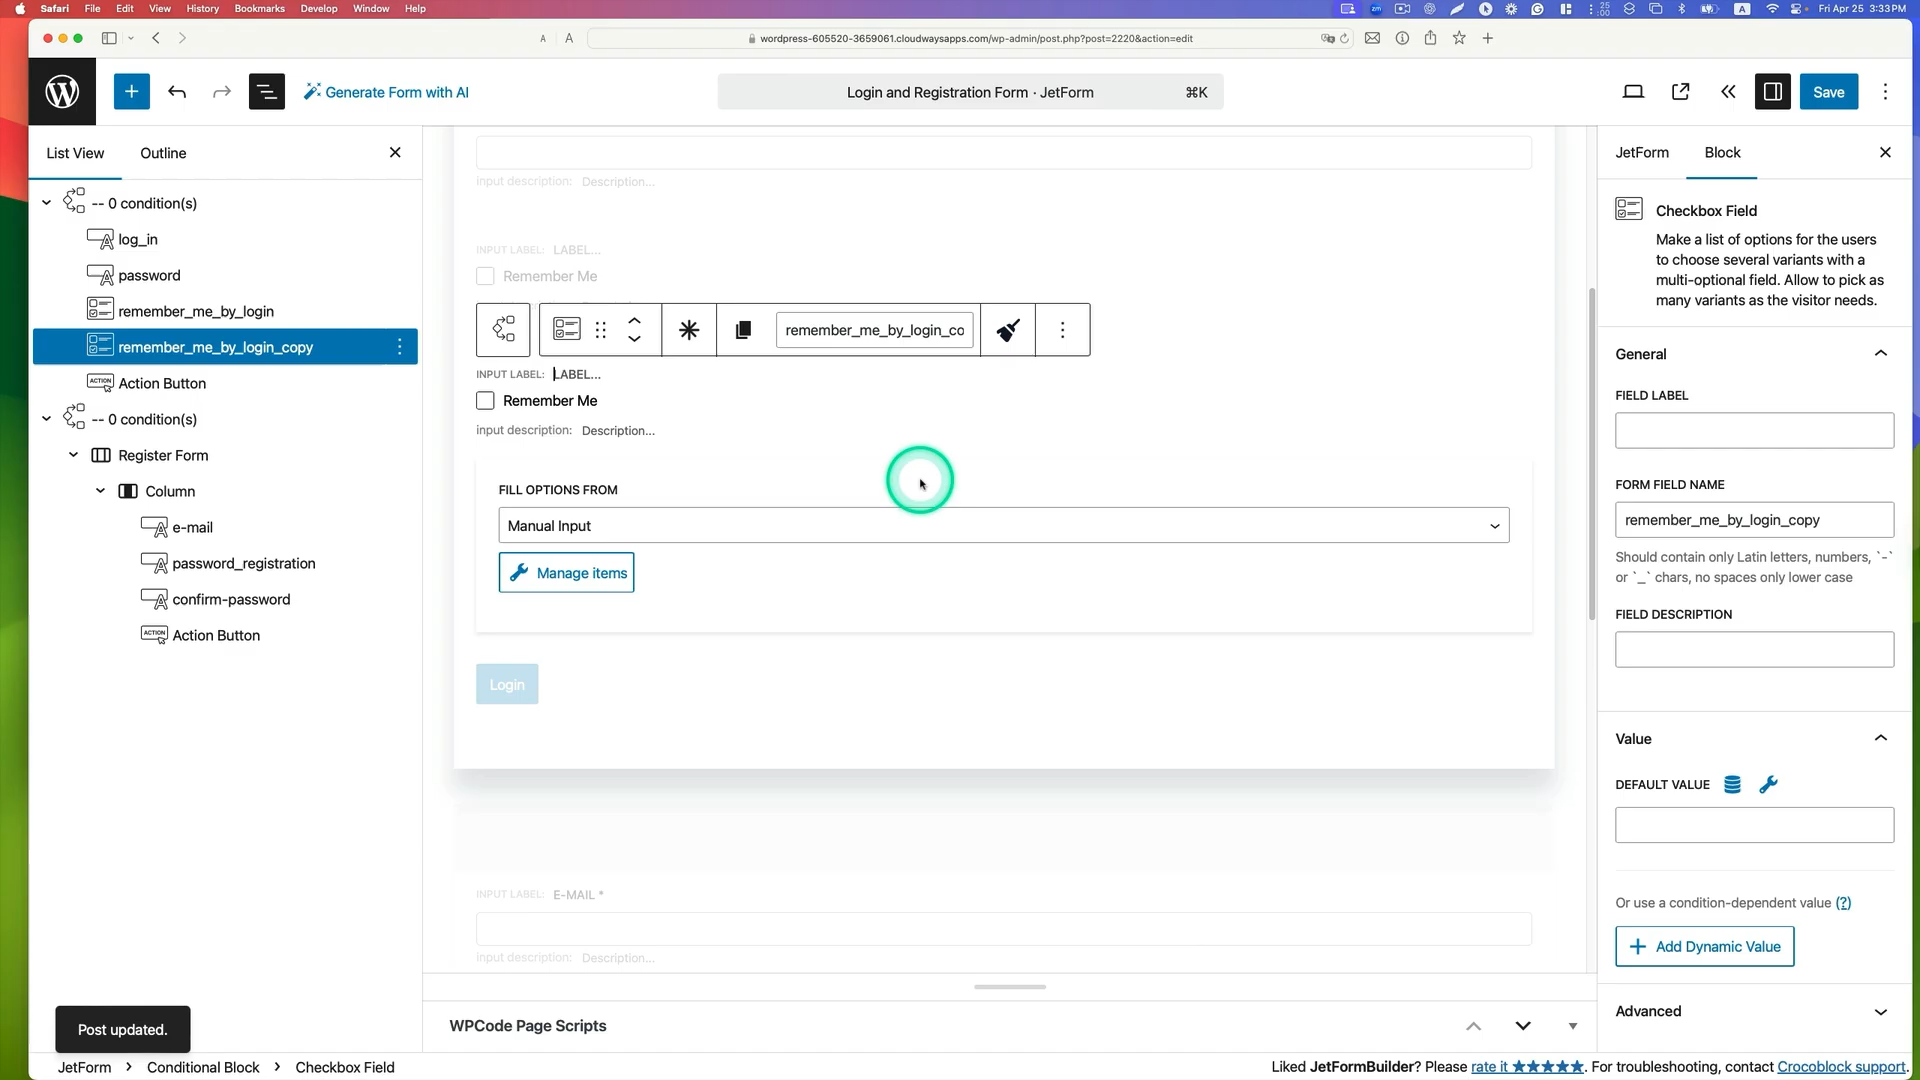 Safari File Edit View History Bookmarks Develop Window Help
zm
25
:00
A
Fri Apr 25 3:33 PM
A A
wordpress-605520-3659061.cloudwaysapps.com/wp-admin/post.php?post=2220&action=edit
Generate Form with AI
Login and Registration Form · JetForm ⌘K
Save
List View Outline
-- 0 condition(s)
log_in
password
remember_me_by_login
remember_me_by_login_copy
ACTION Action Button
-- 0 condition(s)
Register Form
Column
e-mail
password_registration
confirm-password
ACTION Action Button
Post updated.
input description: Description...
INPUT LABEL: LABEL...
Remember Me
remember_me_by_login_co
INPUT LABEL: LABEL...
Remember Me
input description: Description...
FILL OPTIONS FROM
Manual Input
Manage items
Login
INPUT LABEL: E-MAIL *
input description: Description...
WPCode Page Scripts
JetForm Block
Checkbox Field
Make a list of options for the users
to choose several variants with a
multi-optional field. Allow to pick as
many variants as the visitor needs.
General
FIELD LABEL
FORM FIELD NAME
remember_me_by_login_copy
Should contain only Latin letters, numbers, `-`
or `_` chars, no spaces only lower case
FIELD DESCRIPTION
Value
DEFAULT VALUE
Or use a condition-dependent value (?)
Add Dynamic Value
Advanced
JetForm > Conditional Block > Checkbox Field
Liked JetFormBuilder? Please rate it ★★★★★. For troubleshooting, contact Crocoblock support.